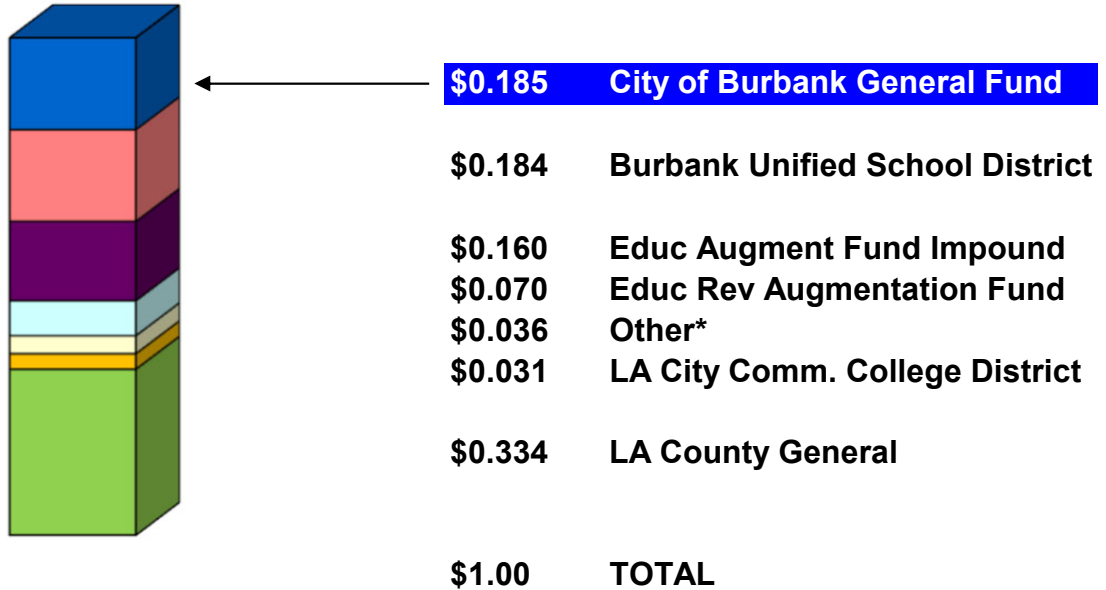 $0.185 City of Burbank General Fund
$0.184 Burbank Unified School District
$0.160 Educ Augment Fund Impound
$0.070 Educ Rev Augmentation Fund
$0.036 Other*
$0.031 LA City Comm. College District
$0.334 LA County General
$1.00 TOTAL